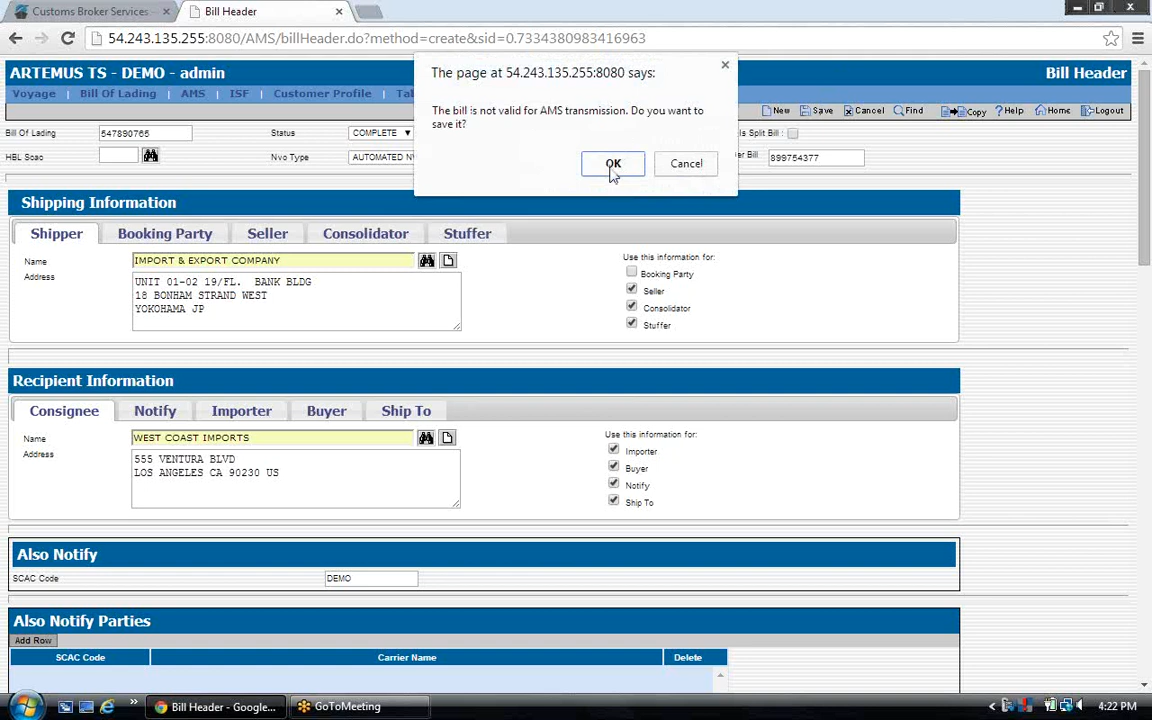 Customs Broker Services
Bill Header
54.243.135.255:8080/AMS/billHeader.do?method=create&sid=0.7334380983416963
ARTEMUS TS - DEMO - admin
Bill Header
Voyage | Bill Of Lading | AMS | ISF | Customer Profile |
New Save Cancel Find Copy ? Help Home Logout
The page at 54.243.135.255:8080 says:
The bill is not valid for AMS transmission. Do you want to
save it?
OK
Cancel
Bill Of Lading 547890765 Status COMPLETE Is Split Bill :
HBL Scac Nvo Type AUTOMATED Bill 899754377
Shipping Information
Shipper Booking Party Seller Consolidator Stuffer
Name IMPORT & EXPORT COMPANY
Address UNIT 01-02 19/FL. BANK BLDG
18 BONHAM STRAND WEST
YOKOHAMA JP
Use this information for:
Booking Party
Seller
Consolidator
Stuffer
Recipient Information
Consignee Notify Importer Buyer Ship To
Name WEST COAST IMPORTS
Address 555 VENTURA BLVD
LOS ANGELES CA 90230 US
Use this information for:
Importer
Buyer
Notify
Ship To
Also Notify
SCAC Code DEMO
Also Notify Parties
Add Row
SCAC Code Carrier Name Delete
Bill Header - Google...
GoToMeeting
4:22 PM